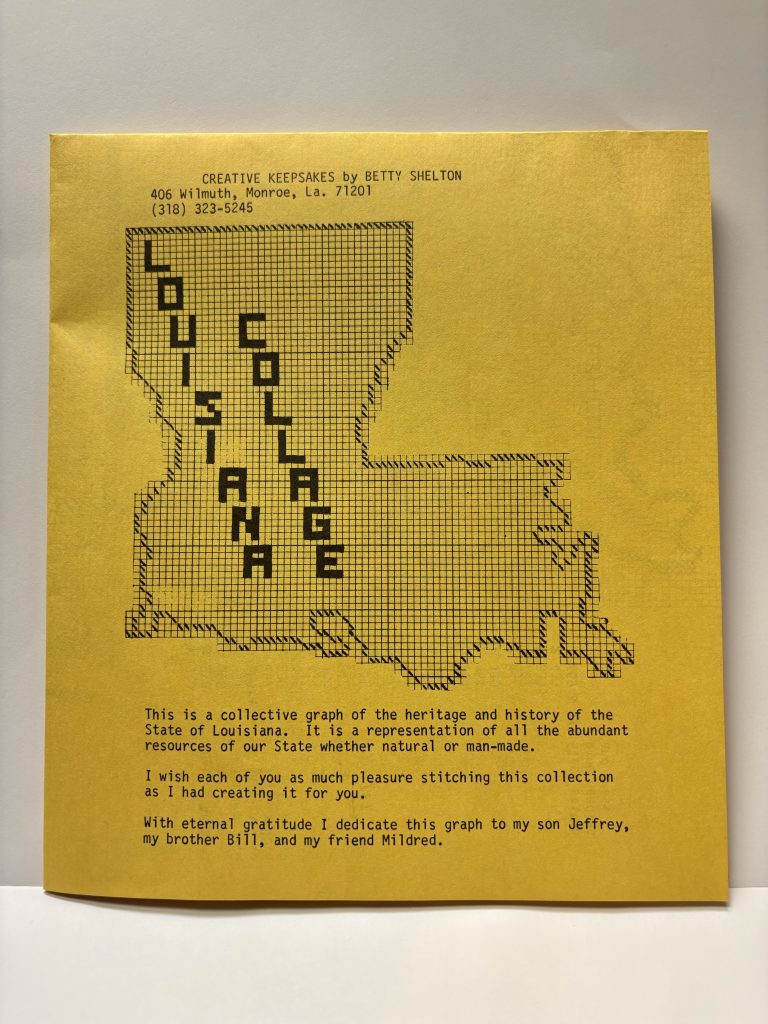 CREATIVE KEEPSAKES by BETTY SHELTON
406 Wilmuth, Monroe, La. 71201
(318) 323-5245
LOUISIANA
COLLAGE
This is a collective graph of the heritage and history of the
State of Louisiana.  It is a representation of all the abundant
resources of our State whether natural or man-made.
I wish each of you as much pleasure stitching this collection
as I had creating it for you.
With eternal gratitude I dedicate this graph to my son Jeffrey,
my brother Bill, and my friend Mildred.